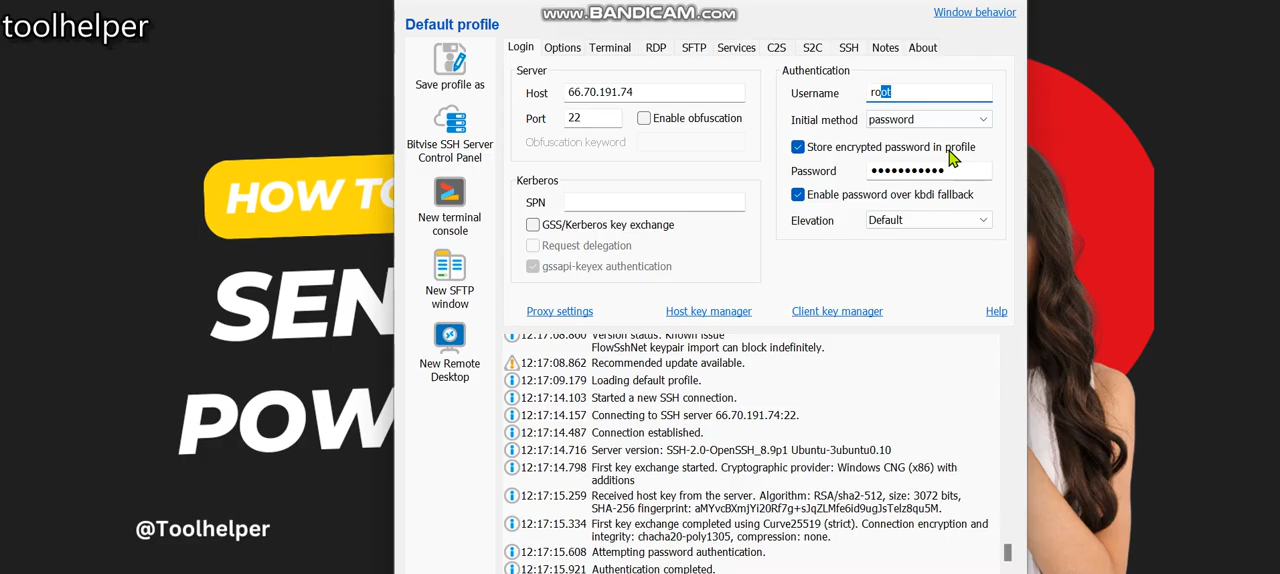 toolhelper
www.BANDICAM.com
Default profile
Window behavior
Save profile as
Bitvise SSH Server
Control Panel
New terminal
console
New SFTP
window
New Remote
Desktop
Login Options Terminal RDP SFTP Services C2S S2C SSH Notes About
Server
Host 66.70.191.74
Port 22 Enable obfuscation
Obfuscation keyword
Kerberos
SPN
GSS/Kerberos key exchange
Request delegation
gssapi-keyex authentication
Authentication
Username root
Initial method password
Store encrypted password in profile
Password •••••••••••
Enable password over kbdi fallback
Elevation Default
Proxy settings Host key manager Client key manager Help
12:17:08.860 Version status: Known issue
FlowSshNet keypair import can block indefinitely.
12:17:08.862 Recommended update available.
12:17:09.179 Loading default profile.
12:17:14.103 Started a new SSH connection.
12:17:14.157 Connecting to SSH server 66.70.191.74:22.
12:17:14.487 Connection established.
12:17:14.716 Server version: SSH-2.0-OpenSSH_8.9p1 Ubuntu-3ubuntu0.10
12:17:14.798 First key exchange started. Cryptographic provider: Windows CNG (x86) with
additions
12:17:15.259 Received host key from the server. Algorithm: RSA/sha2-512, size: 3072 bits,
SHA-256 fingerprint: aMYvcBXmjYi20Rf7g+sJqZLMfe6id9ugJsTelz8qu5M.
12:17:15.334 First key exchange completed using Curve25519 (strict). Connection encryption and
integrity: chacha20-poly1305, compression: none.
12:17:15.608 Attempting password authentication.
12:17:15.921 Authentication completed.
HOW TO
SEN
POW
@Toolhelper